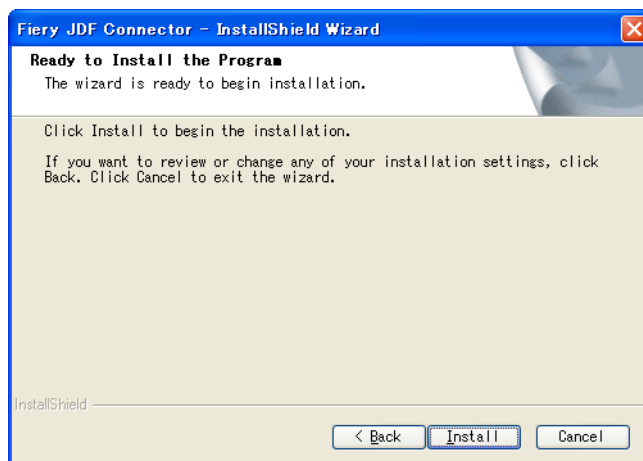 Fiery JDF Connector - InstallShield Wizard
Ready to Install the Program
The wizard is ready to begin installation.
Click Install to begin the installation.
If you want to review or change any of your installation settings, click
Back. Click Cancel to exit the wizard.
InstallShield
< Back Install Cancel